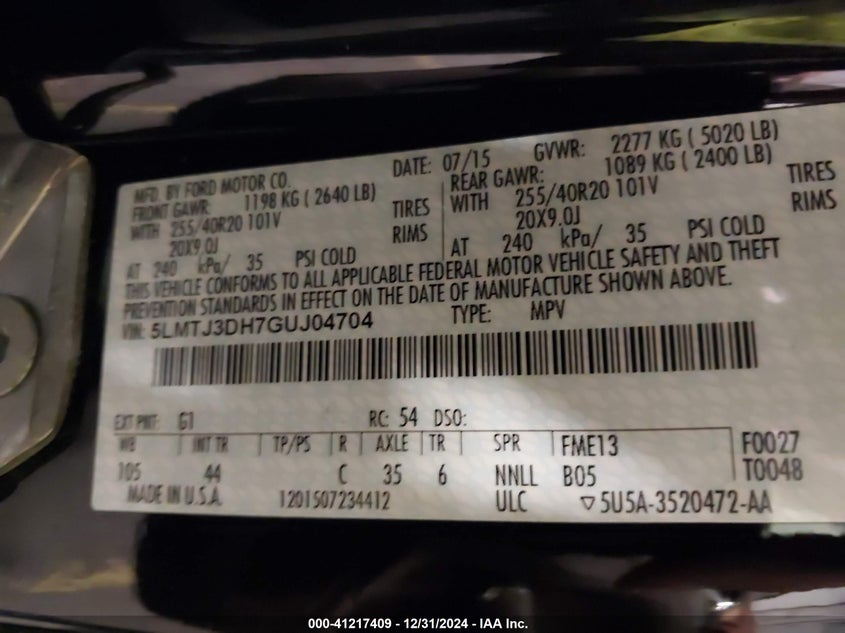 MFD. BY FORD MOTOR CO. DATE: 07/15 GVWR: 2277 KG ( 5020 LB)
FRONT GAWR: 1198 KG ( 2640 LB) REAR GAWR: 1089 KG ( 2400 LB)
WITH 255/40R20 101V TIRES WITH 255/40R20 101V TIRES
20X9.0J RIMS 20X9.0J RIMS
AT 240 kPa/ 35 PSI COLD AT 240 kPa/ 35 PSI COLD
THIS VEHICLE CONFORMS TO ALL APPLICABLE FEDERAL MOTOR VEHICLE SAFETY AND THEFT
PREVENTION STANDARDS IN EFFECT ON THE DATE OF MANUFACTURE SHOWN ABOVE.
VIN: 5LMTJ3DH7GUJ04704 TYPE: MPV
EXT PNT: G1 RC: 54 DSO:
WB INT TR TP/PS R AXLE TR SPR FME13 F0027
105 44 C 35 6 NNLL B05 T0048
MADE IN U.S.A. 1201507234412 ULC ▽5U5A-3520472-AA
000-41217409 - 12/31/2024 - IAA Inc.